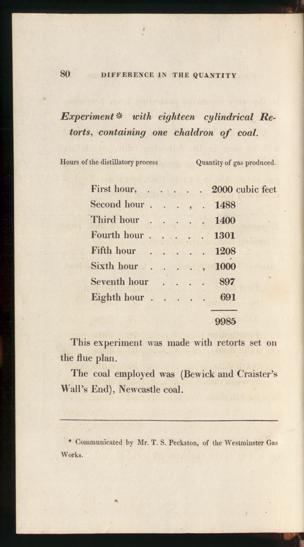 80 DIFFERENCE IN THE QUANTITY
Experiment* with eighteen cylindrical Re-
torts, containing one chaldron of coal.
Hours of the distillatory process Quantity of gas produced.
First hour, . . . . . 2000 cubic feet
Second hour . . . . . 1488
Third hour . . . . . 1400
Fourth hour . . . . . 1301
Fifth hour . . . . . 1208
Sixth hour . . . . , 1000
Seventh hour . . . . 897
Eighth hour . . . . . 691
9985
This experiment was made with retorts set on
the flue plan.
The coal employed was (Bewick and Craister's
Wall's End), Newcastle coal.
* Communicated by Mr. T. S. Peckston, of the Westminster Gas
Works.